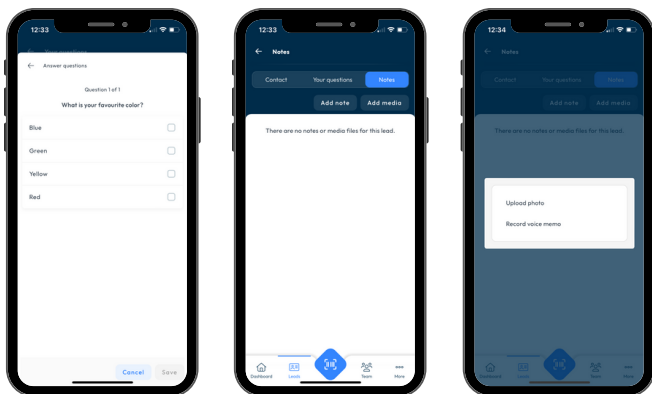 12:33
Your questions
Answer questions
Question 1 of 1
What is your favourite color?
Blue
Green
Yellow
Red
Cancel Save
12:33
Notes
Contact Your questions Notes
Add note Add media
There are no notes or media files for this lead.
Dashboard Leads Team More
12:34
Notes
Contact Your questions Notes
Add note Add media
There are no notes or media files for this lead.
Upload photo
Record voice memo
Dashboard Leads Team More